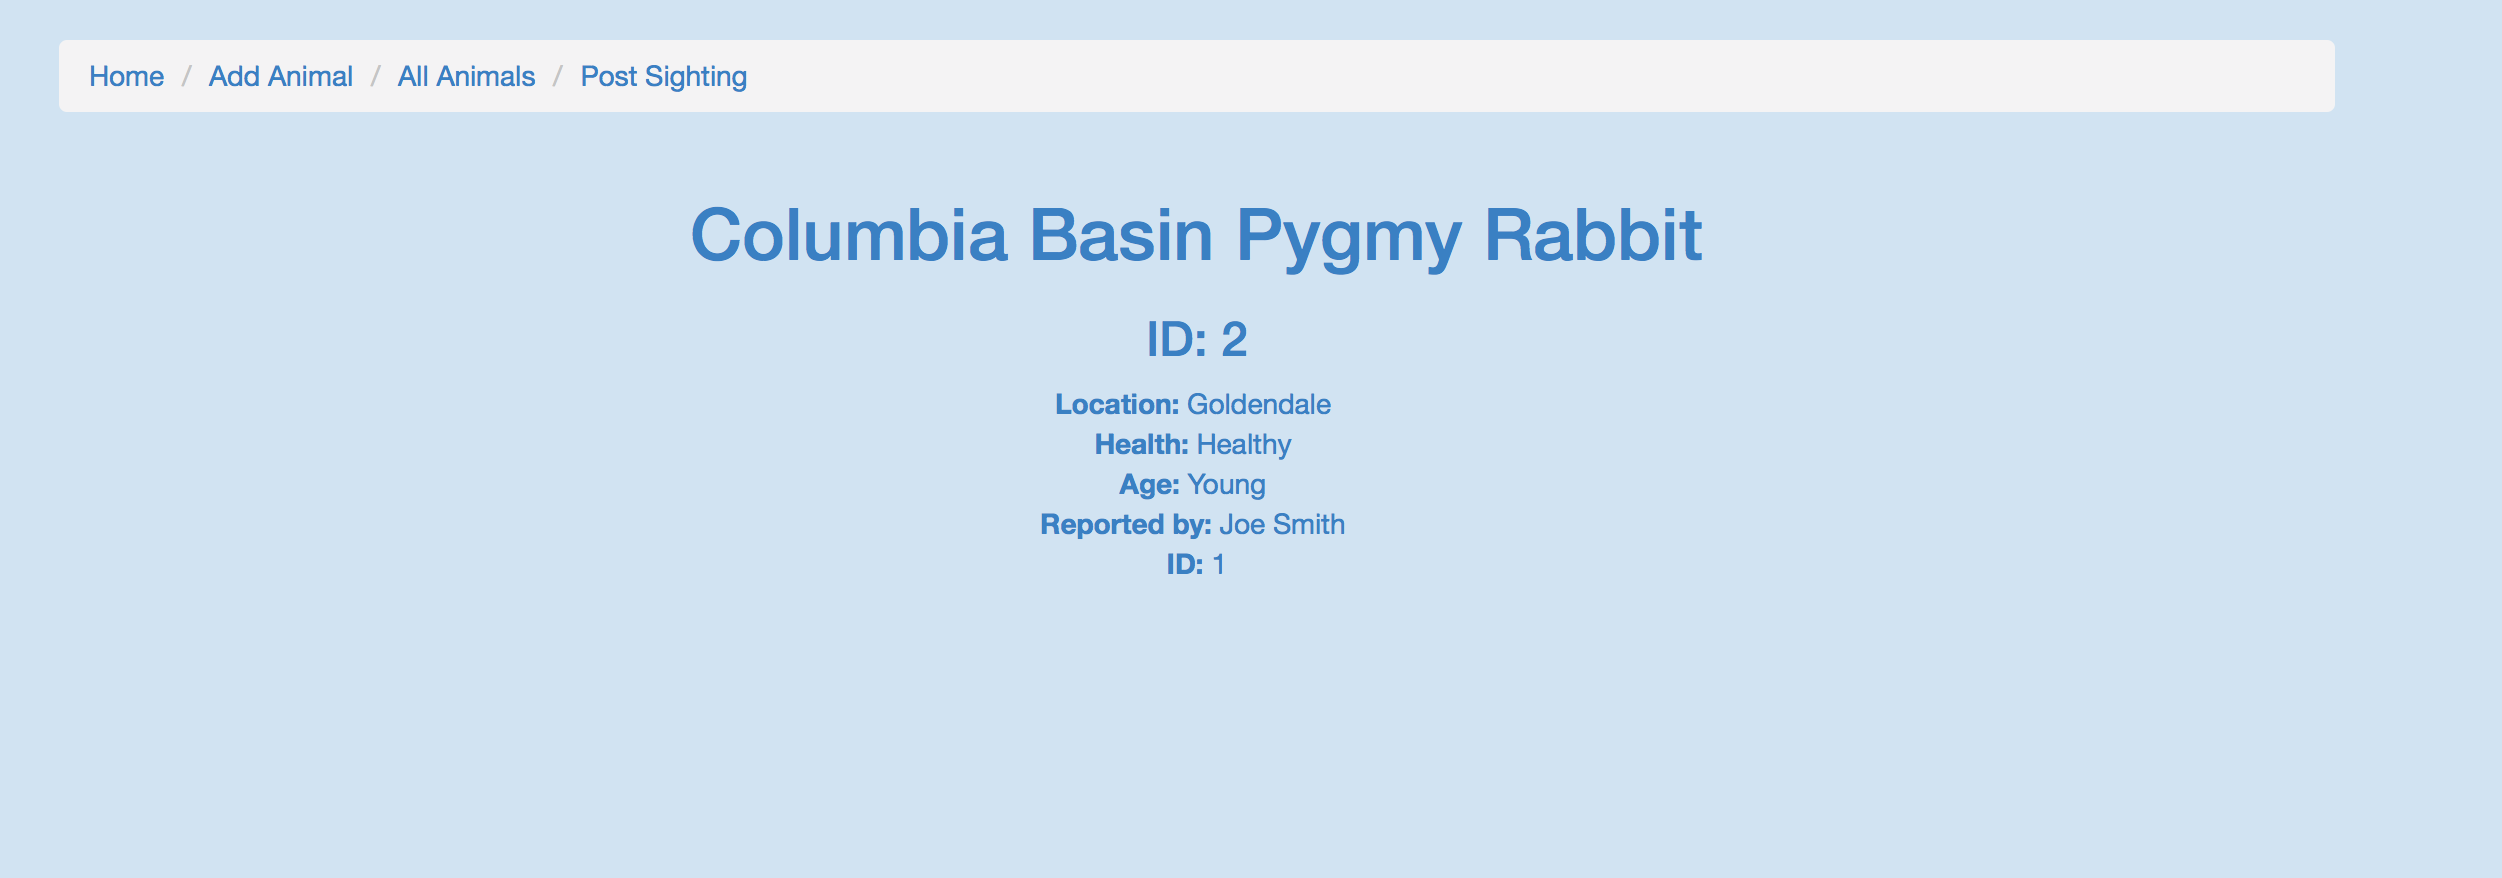 Home / Add Animal / All Animals / Post Sighting
Columbia Basin Pygmy Rabbit
ID: 2
Location: Goldendale
Health: Healthy
Age: Young
Reported by: Joe Smith
ID: 1